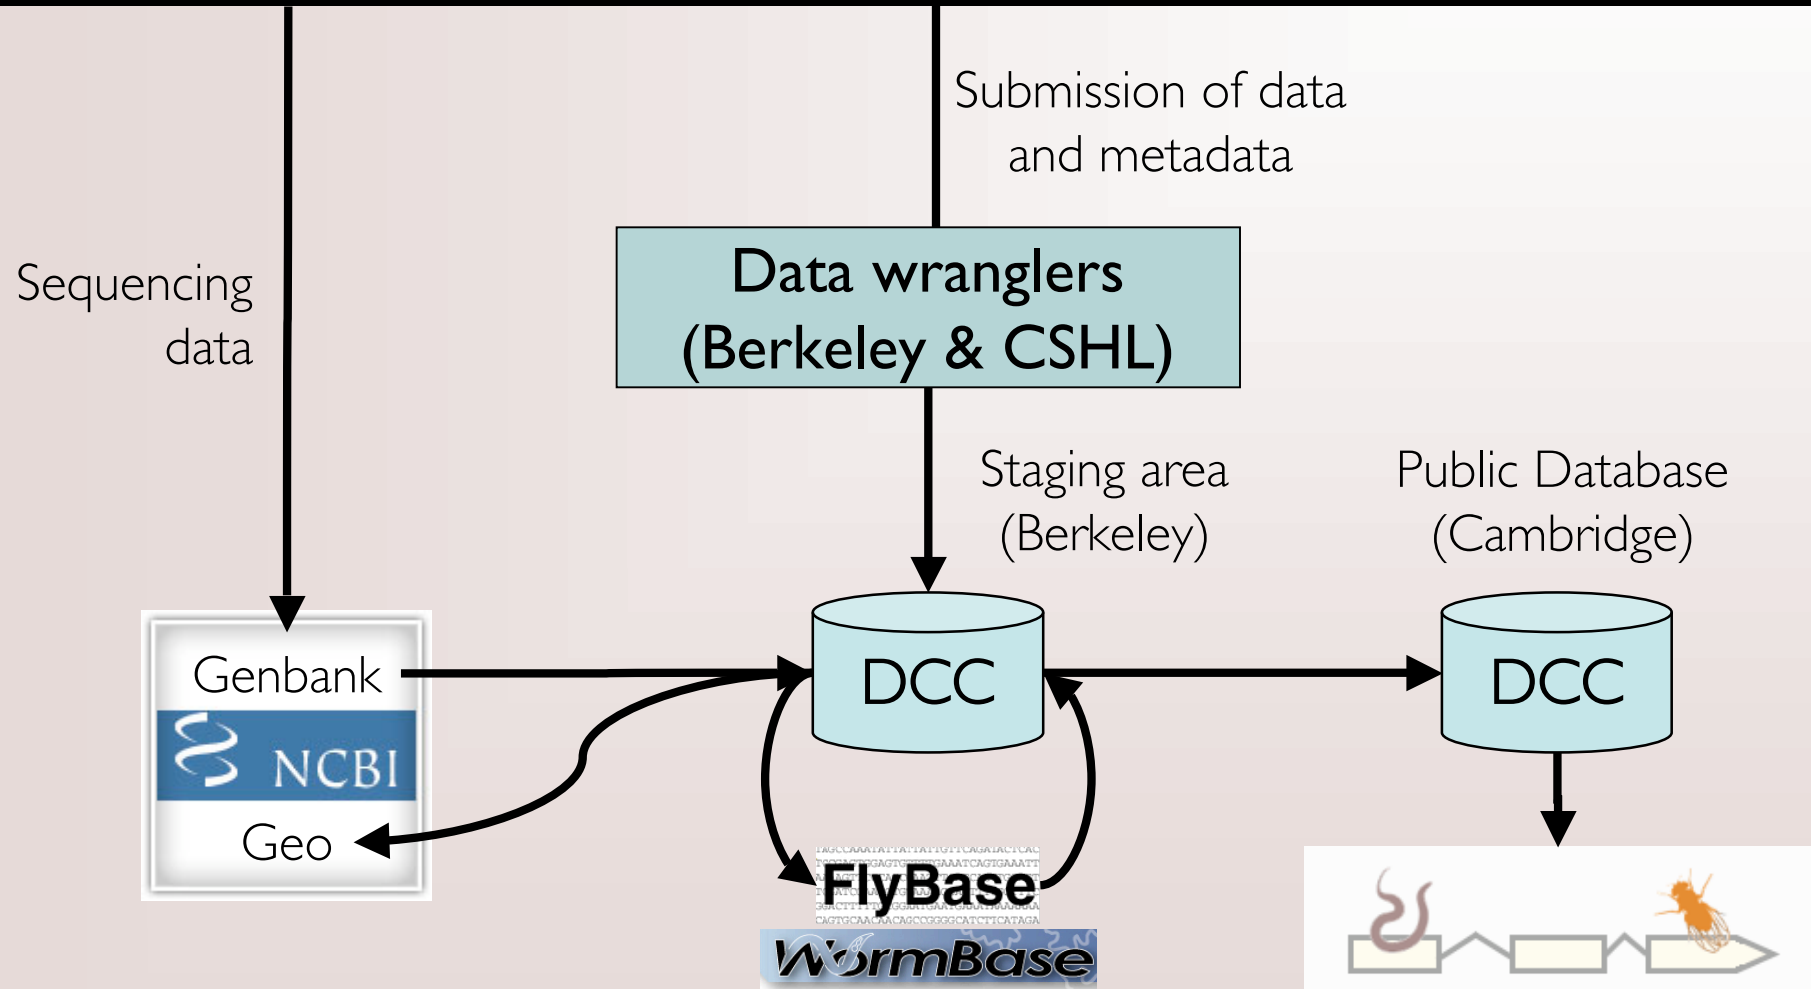 Submission of data
and metadata
Sequencing
data
Data wranglers
(Berkeley & CSHL)
Staging area
(Berkeley)
Public Database
(Cambridge)
Genbank
NCBI
Geo
DCC
DCC
FlyBase
WormBase